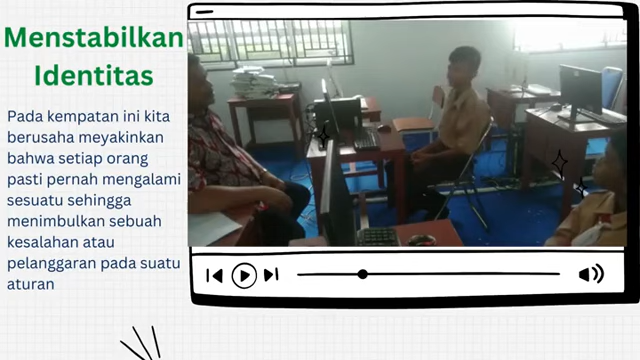 Menstabilkan
Identitas
Pada kempatan ini kita
berusaha meyakinkan
bahwa setiap orang
pasti pernah mengalami
sesuatu sehingga
menimbulkan sebuah
kesalahan atau
pelanggaran pada suatu
aturan